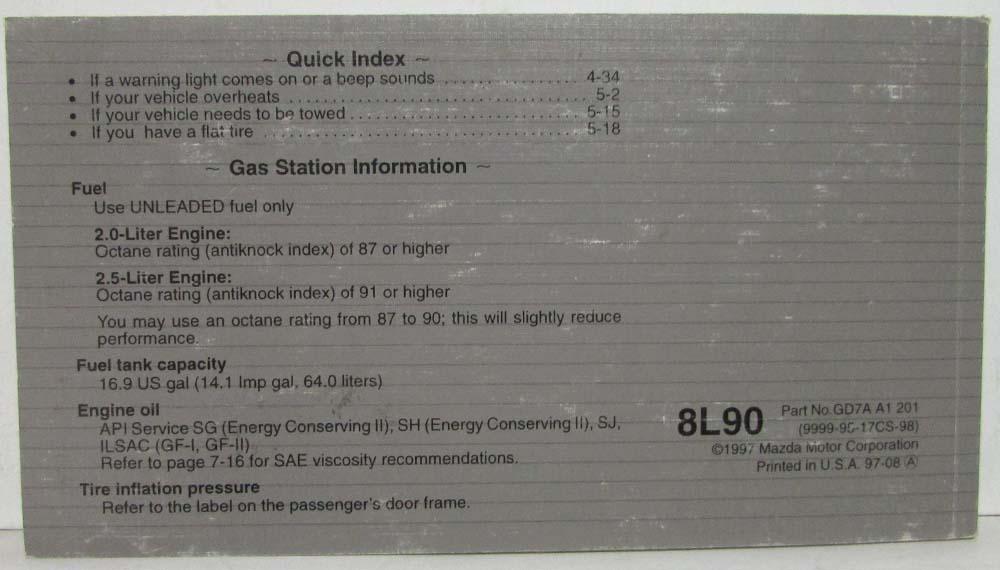 ~ Quick Index ~
• If a warning light comes on or a beep sounds .................. 4-34
• If your vehicle overheats ...................................... 5-2
• If your vehicle needs to be towed ............................. 5-15
• If you have a flat tire ........................................ 5-18
~ Gas Station Information ~
Fuel
Use UNLEADED fuel only
2.0-Liter Engine:
Octane rating (antiknock index) of 87 or higher
2.5-Liter Engine:
Octane rating (antiknock index) of 91 or higher
You may use an octane rating from 87 to 90; this will slightly reduce
performance.
Fuel tank capacity
16.9 US gal (14.1 Imp gal, 64.0 liters)
Engine oil
API Service SG (Energy Conserving II), SH (Energy Conserving II), SJ,
ILSAC (GF-I, GF-II)
Refer to page 7-16 for SAE viscosity recommendations.
Tire inflation pressure
Refer to the label on the passenger's door frame.
8L90
Part No.GD7A A1 201
(9999-95-17CS-98)
©1997 Mazda Motor Corporation
Printed in U.S.A. 97-08 Ⓐ